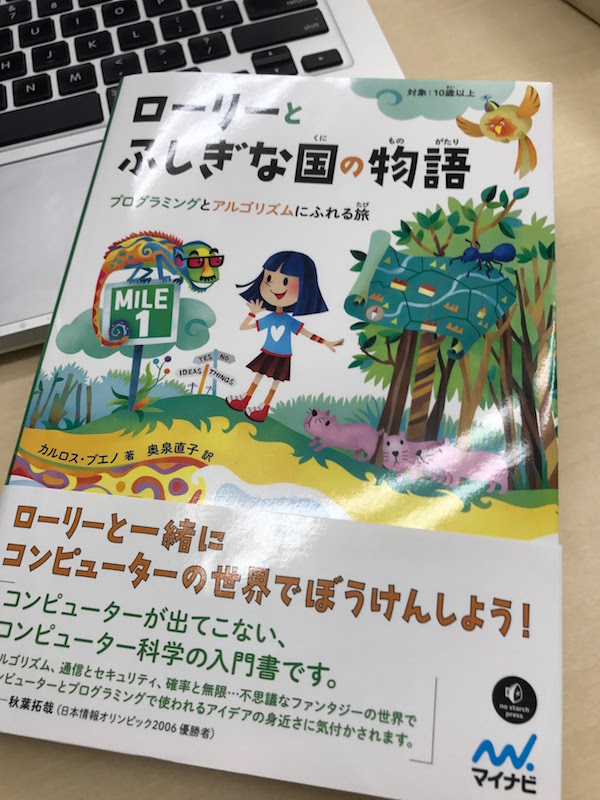 対象：10歳以上
ローリーと
ふしぎな国の物語
プログラミングとアルゴリズムにふれる旅
MILE
1
YES NO
IDEAS THINGS
カルロス・ブエノ 著 奥泉直子 訳
ローリーと一緒に
コンピューターの世界でぼうけんしよう！
コンピューターが出てこない、
コンピューター科学の入門書です。
ルゴリズム、通信とセキュリティ、確率と無限…不思議なファンタジーの世界で
ンピューターとプログラミングで使われるアイデアの身近さに気付かされます。
──秋葉拓哉（日本情報オリンピック2006 優勝者）
no starch
press
マイナビ